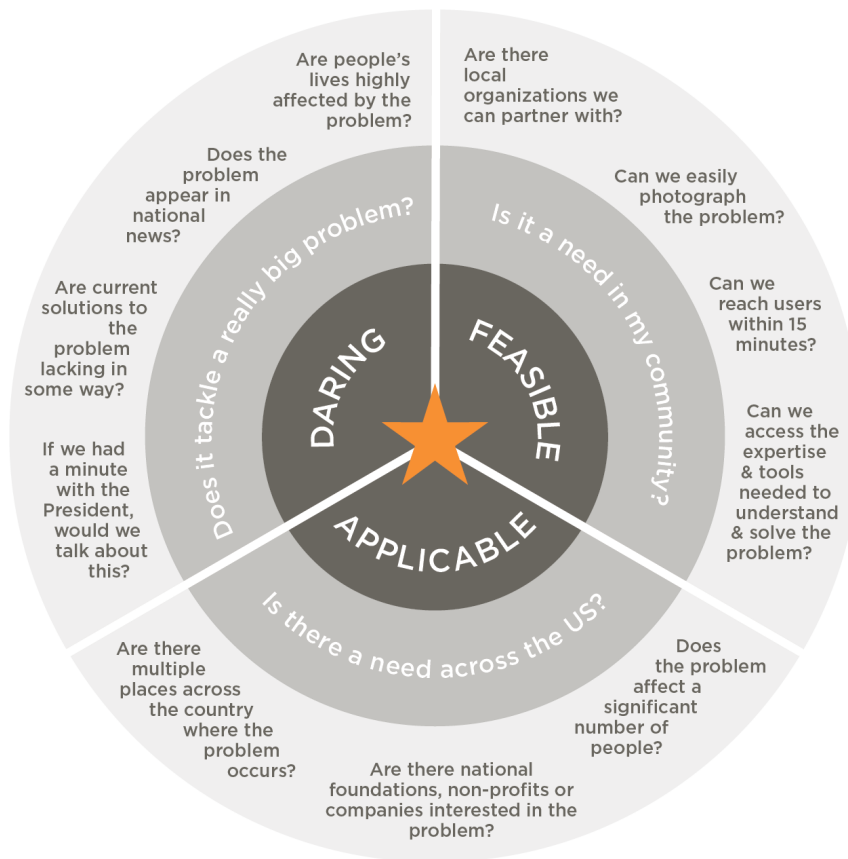 DARING
Does it tackle a really big problem?
Are people's
lives highly
affected by the
problem?
Does the
problem
appear in
national
news?
Are current
solutions to
the
problem
lacking in
some way?
If we had
a minute
with the
President,
would we
talk about
this?
FEASIBLE
Is it a need in my community?
Are there
local
organizations we
can partner with?
Can we easily
photograph
the problem?
Can we
reach users
within 15
minutes?
Can we
access the
expertise
& tools
needed to
understand
& solve the
problem?
APPLICABLE
Is there a need across the US?
Are there
multiple
places across
the country
where the
problem
occurs?
Are there national
foundations, non-profits or
companies interested in the
problem?
Does
the problem
affect a
significant
number of
people?